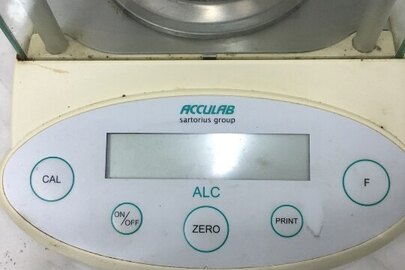 ACCULAB
sartorius group
CAL
ALC
F
ON/OFF
ZERO
PRINT